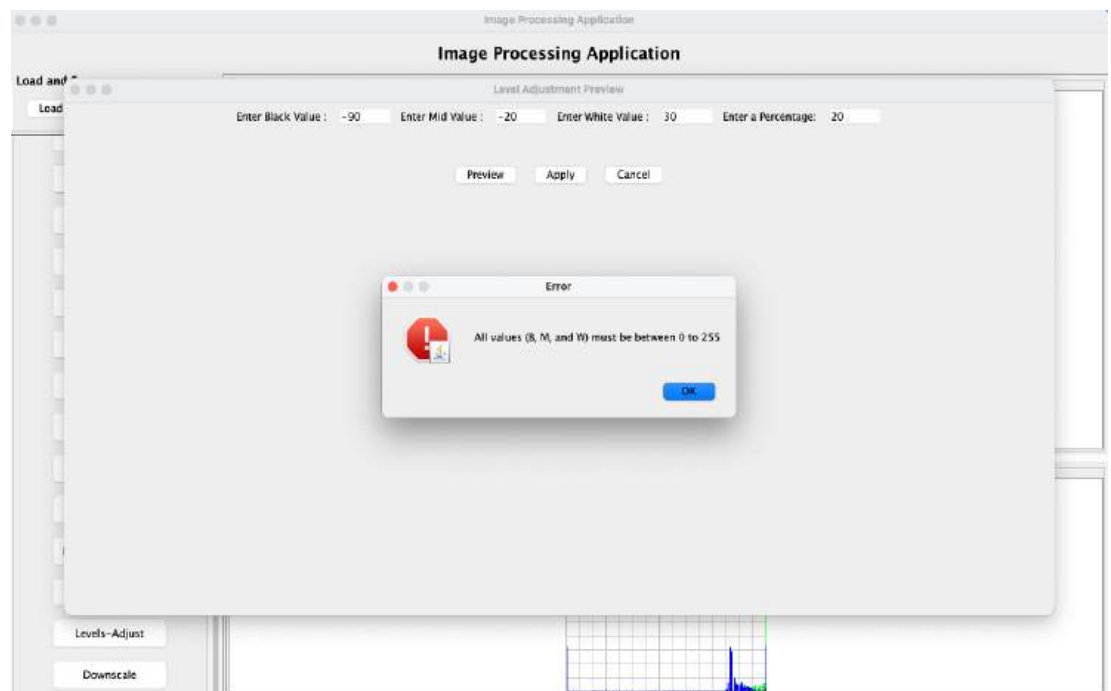 Image Processing Application
Image Processing Application
Load and
Level Adjustment Preview
Load
Enter Black Value : -90 Enter Mid Value : -20 Enter White Value : 30 Enter a Percentage: 20
Preview Apply Cancel
Error
All values (B, M, and W) must be between 0 to 255
OK
Levels-Adjust
Downscale